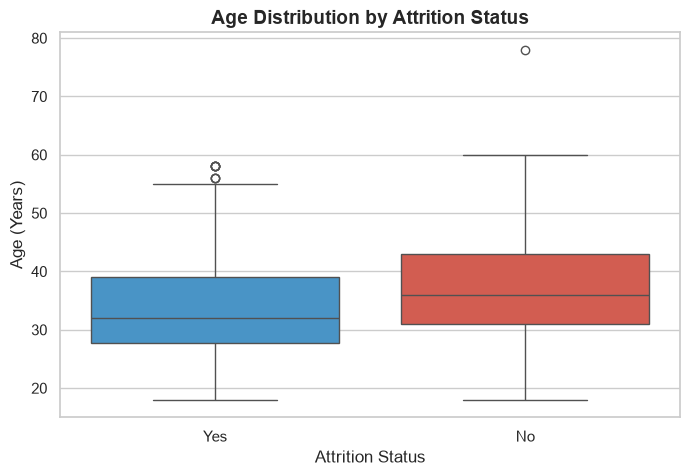 Age Distribution by Attrition Status
80
70
60
50
40
30
20
Age (Years)
Yes
No
Attrition Status